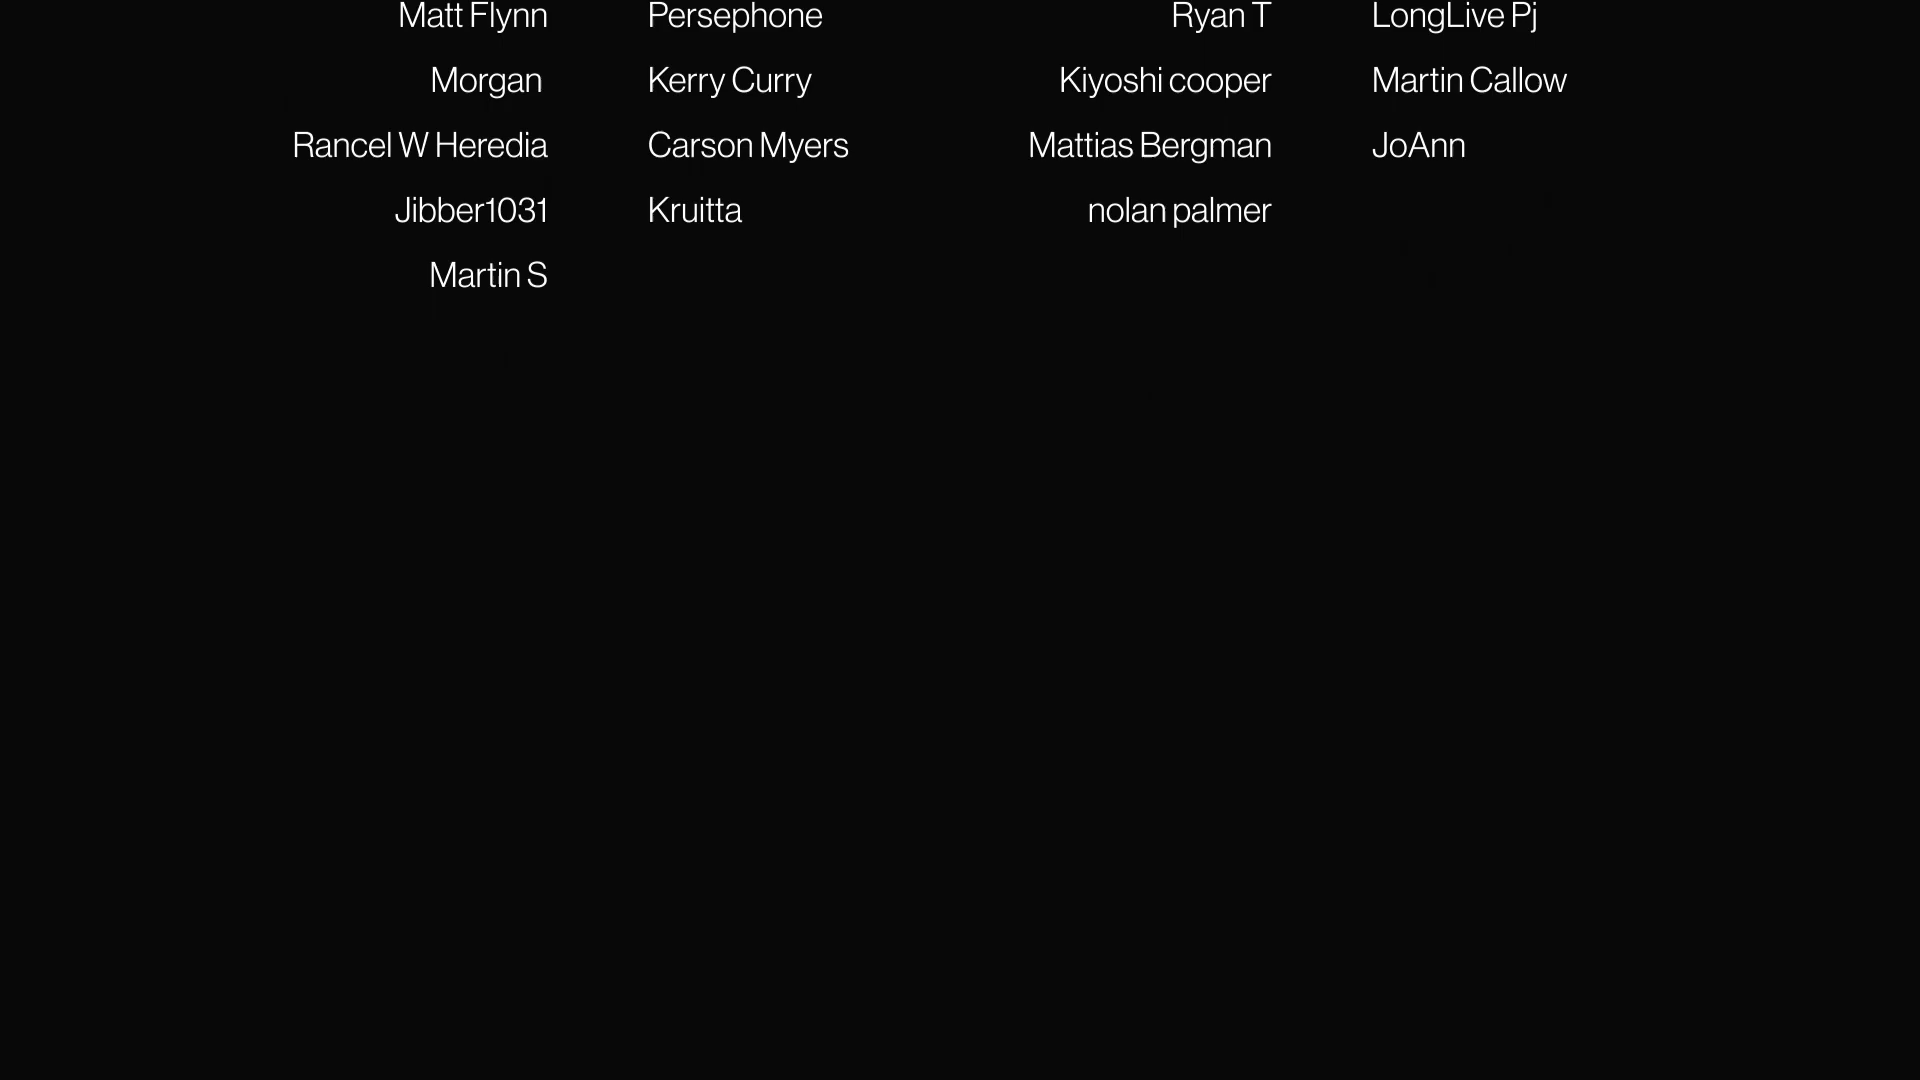 Matt Flynn Persephone Ryan T LongLive Pj
Morgan Kerry Curry Kiyoshi cooper Martin Callow
Rancel W Heredia Carson Myers Mattias Bergman JoAnn
Jibber1031 Kruitta nolan palmer
Martin S